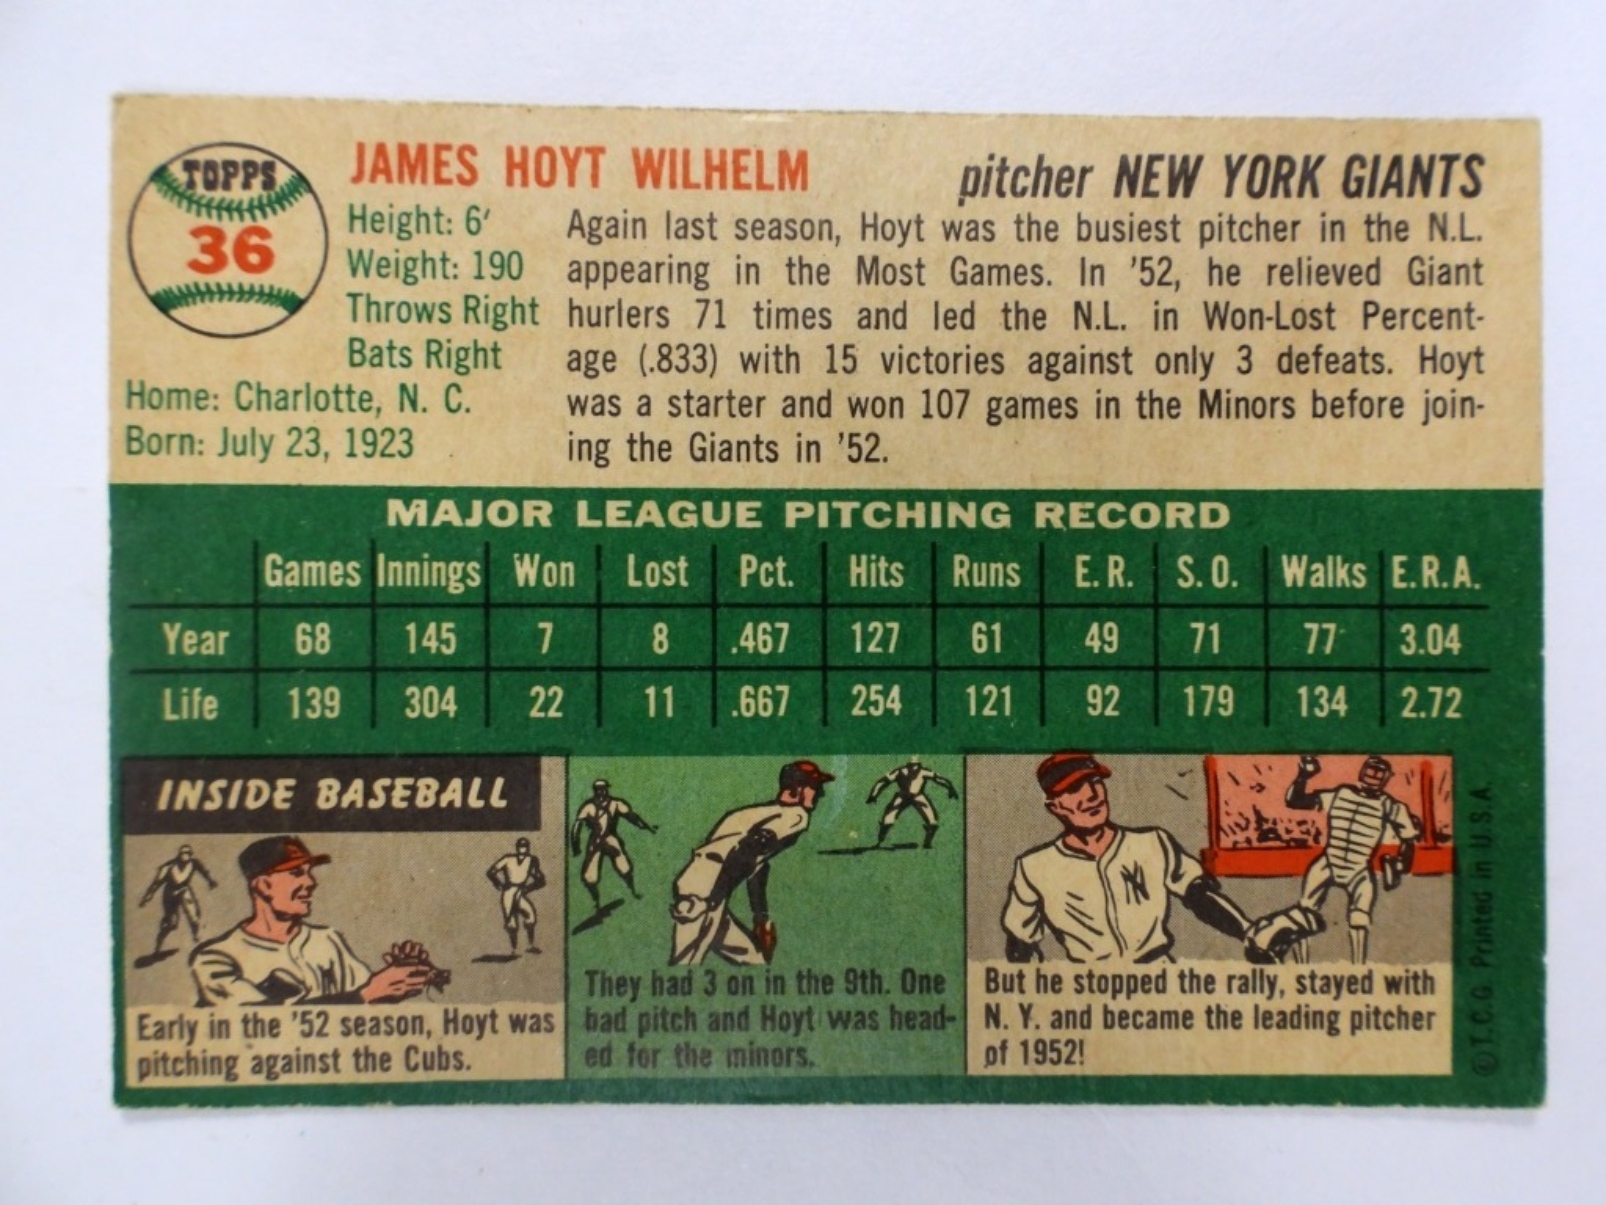 TOPPS
36
JAMES HOYT WILHELM
pitcher NEW YORK GIANTS
Height: 6'
Weight: 190
Throws Right
Bats Right
Home: Charlotte, N. C.
Born: July 23, 1923
Again last season, Hoyt was the busiest pitcher in the N.L.
appearing in the Most Games. In '52, he relieved Giant
hurlers 71 times and led the N.L. in Won-Lost Percent-
age (.833) with 15 victories against only 3 defeats. Hoyt
was a starter and won 107 games in the Minors before join-
ing the Giants in '52.
MAJOR LEAGUE PITCHING RECORD
Games Innings Won Lost Pct. Hits Runs E.R. S.O. Walks E.R.A.
Year 68 145 7 8 .467 127 61 49 71 77 3.04
Life 139 304 22 11 .667 254 121 92 179 134 2.72
INSIDE BASEBALL
Early in the '52 season, Hoyt was
pitching against the Cubs.
They had 3 on in the 9th. One
bad pitch and Hoyt was head-
ed for the minors.
NY
But he stopped the rally, stayed with
N. Y. and became the leading pitcher
of 1952!
© T.C.G. Printed in U.S.A.